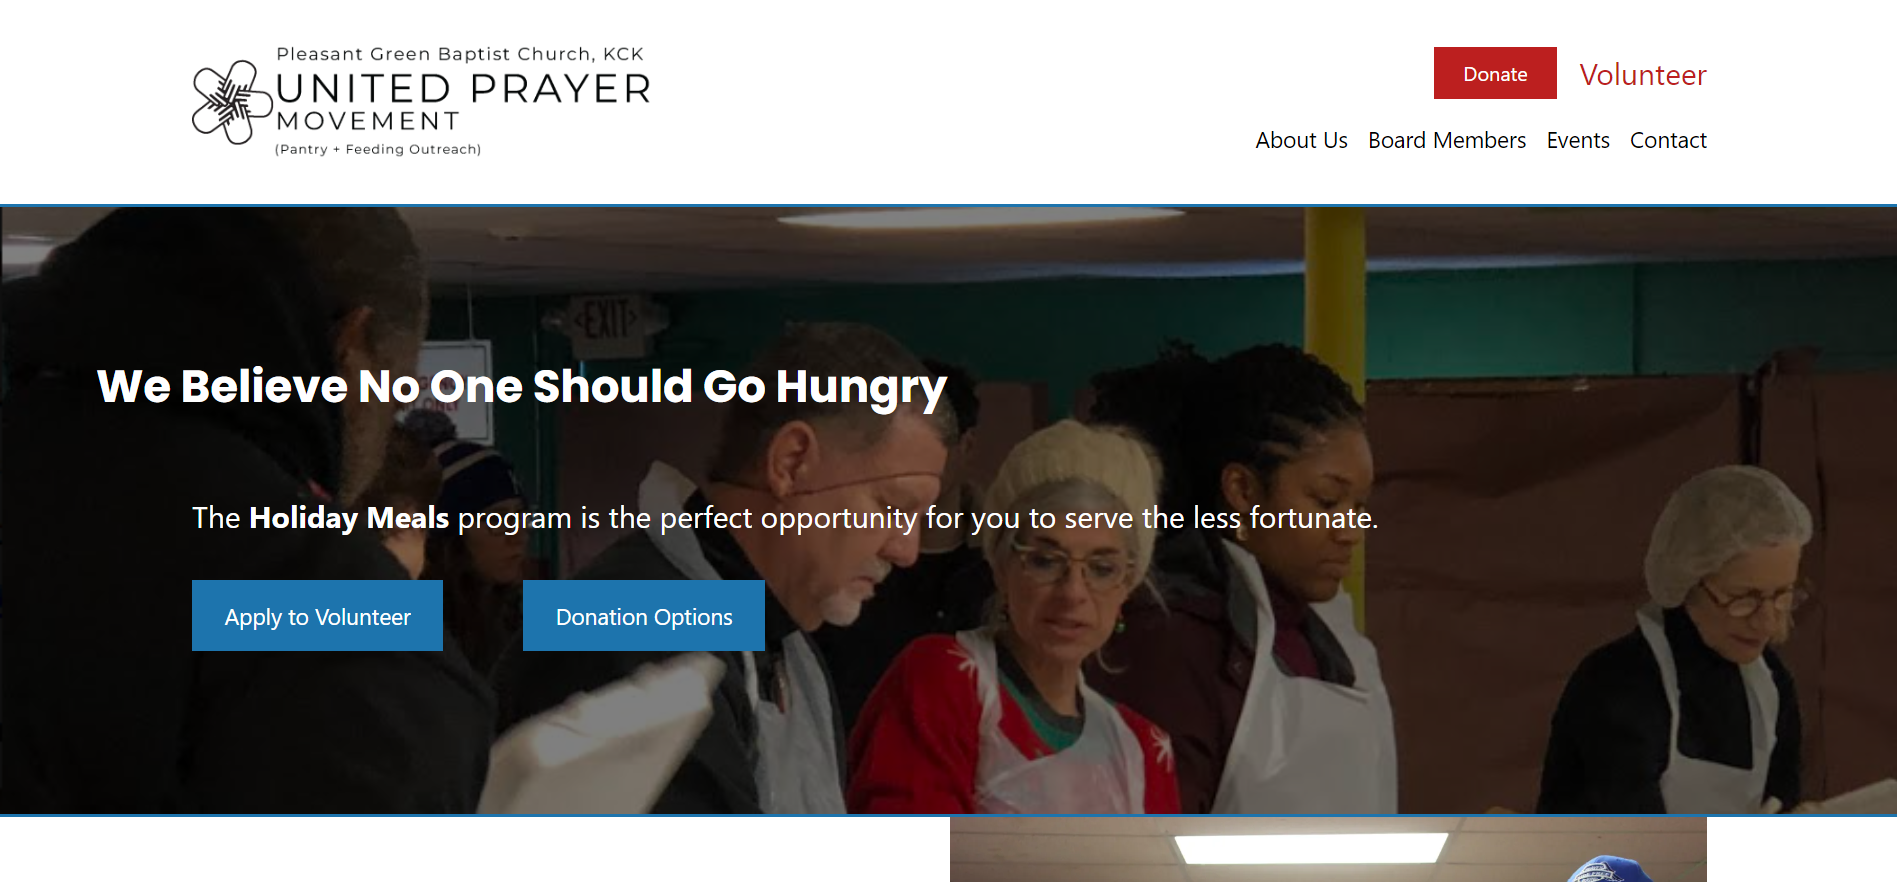 Pleasant Green Baptist Church, KCK
UNITED PRAYER
MOVEMENT
(Pantry + Feeding Outreach)
Donate
Volunteer
About Us
Board Members
Events
Contact
EXIT
We Believe No One Should Go Hungry
ONLY
The Holiday Meals program is the perfect opportunity for you to serve the less fortunate.
Apply to Volunteer
Donation Options